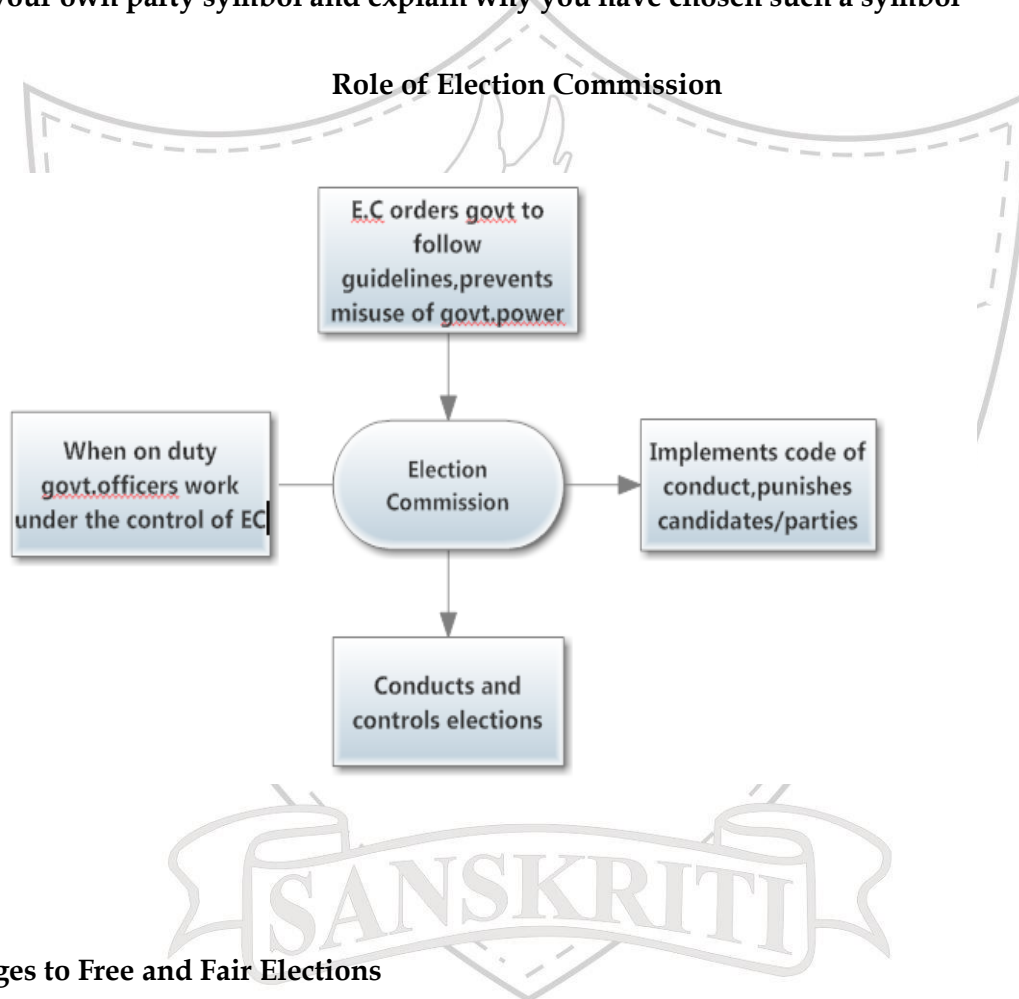 your own party symbol and explain why you have chosen such a symbol
Role of Election Commission
E.C orders govt to
follow
guidelines,prevents
misuse of govt.power
When on duty
govt.officers work
under the control of EC
Election
Commission
Implements code of
conduct,punishes
candidates/parties
Conducts and
controls elections
SANSKRITI
ges to Free and Fair Elections